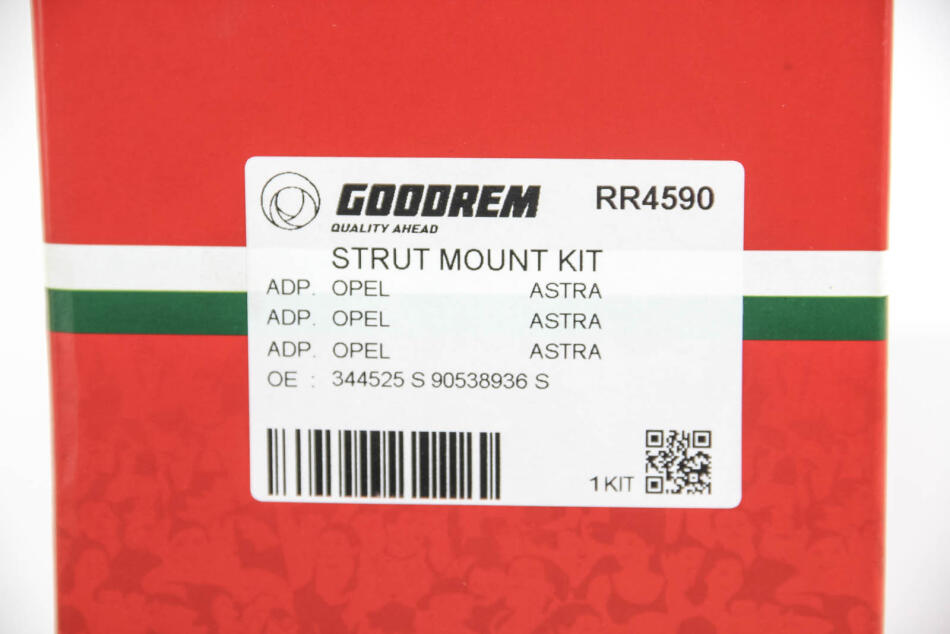 GOODREM
RR4590
QUALITY AHEAD
STRUT MOUNT KIT
ADP. OPEL ASTRA
ADP. OPEL ASTRA
ADP. OPEL ASTRA
OE : 344525 S 90538936 S
1 KIT